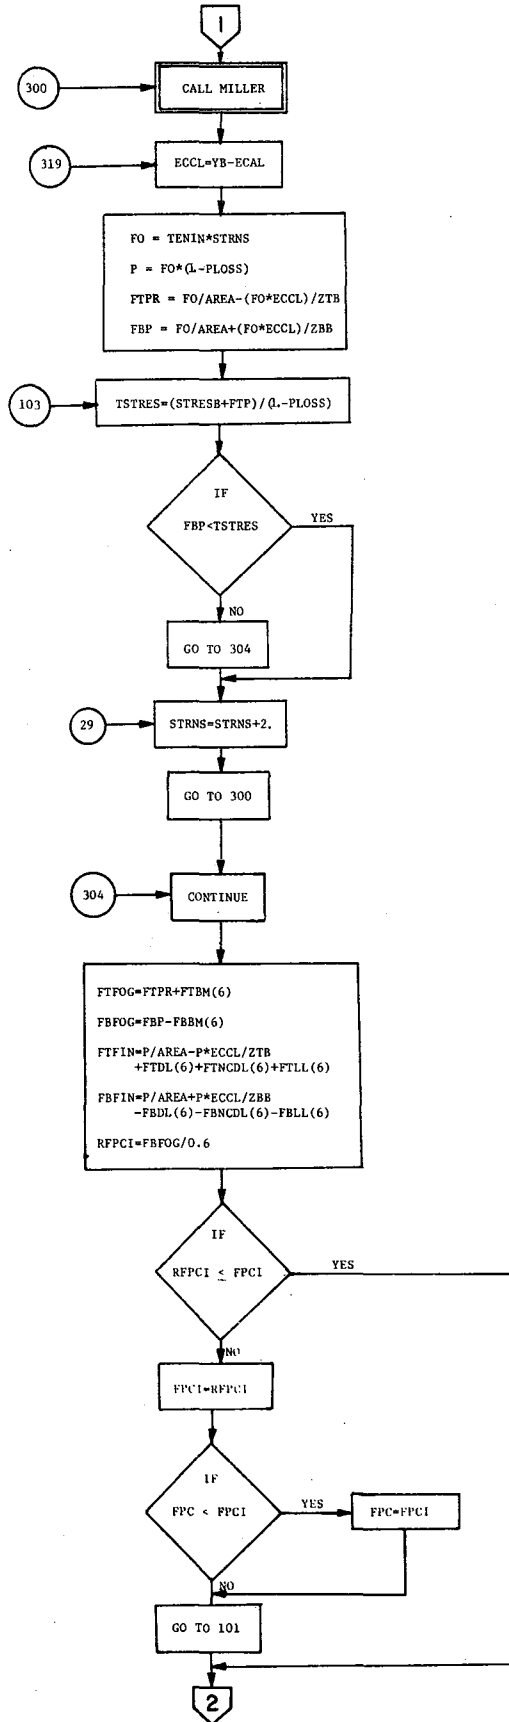 1
300
CALL MILLER
319
ECCL=YB-ECAL
FO = TENIN*STRNS
P = FO*(1.-PLOSS)
FTPR = FO/AREA-(FO*ECCL)/ZTB
FBP = FO/AREA+(FO*ECCL)/ZBB
103
TSTRES=(STRESB+FTP)/(1.-PLOSS)
IF
FBP<TSTRES
YES
NO
GO TO 304
29
STRNS=STRNS+2.
GO TO 300
304
CONTINUE
FTFOG=FTPR+FTBM(6)
FBFOG=FBP-FBBM(6)
FTFIN=P/AREA-P*ECCL/ZTB
+FTDL(6)+FTNCDL(6)+FTLL(6)
FBFIN=P/AREA+P*ECCL/ZBB
-FBDL(6)-FBNCDL(6)-FBLL(6)
RFPCI=FBFOG/0.6
IF
RFPCI ≤ FPCI
YES
NO
FPCI=RFPCI
IF
FPC < FPCI
YES
FPC=FPCI
NO
GO TO 101
2